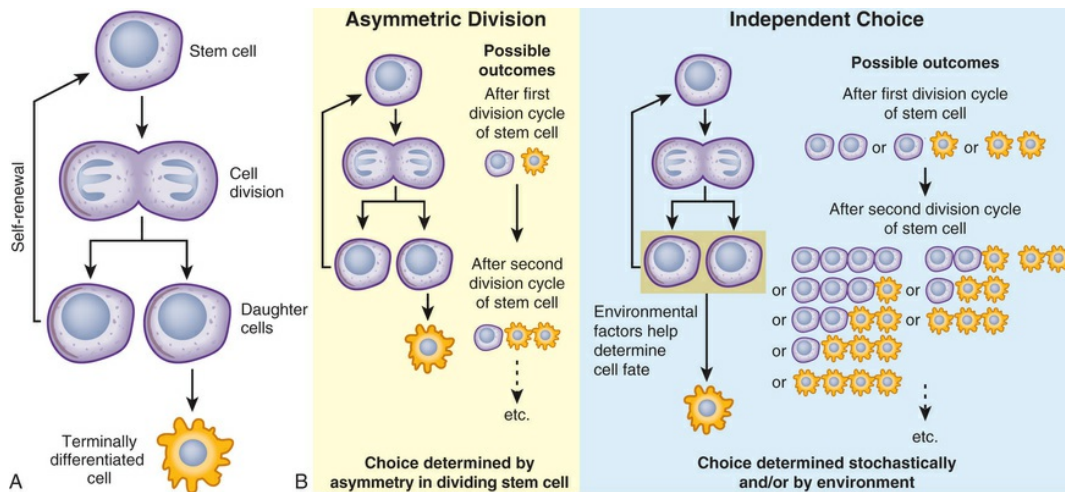 Stem cell
Self-renewal
Cell
division
Daughter
cells
Terminally
differentiated
cell
A
Asymmetric Division
Possible
outcomes
After first
division cycle
of stem cell
After second
division cycle
of stem cell
etc.
Choice determined by
asymmetry in dividing stem cell
B
Independent Choice
Possible outcomes
After first division cycle
of stem cell
or or
After second division cycle
of stem cell
or or
or or
or
or
Environmental
factors help
determine
cell fate
etc.
Choice determined stochastically
and/or by environment